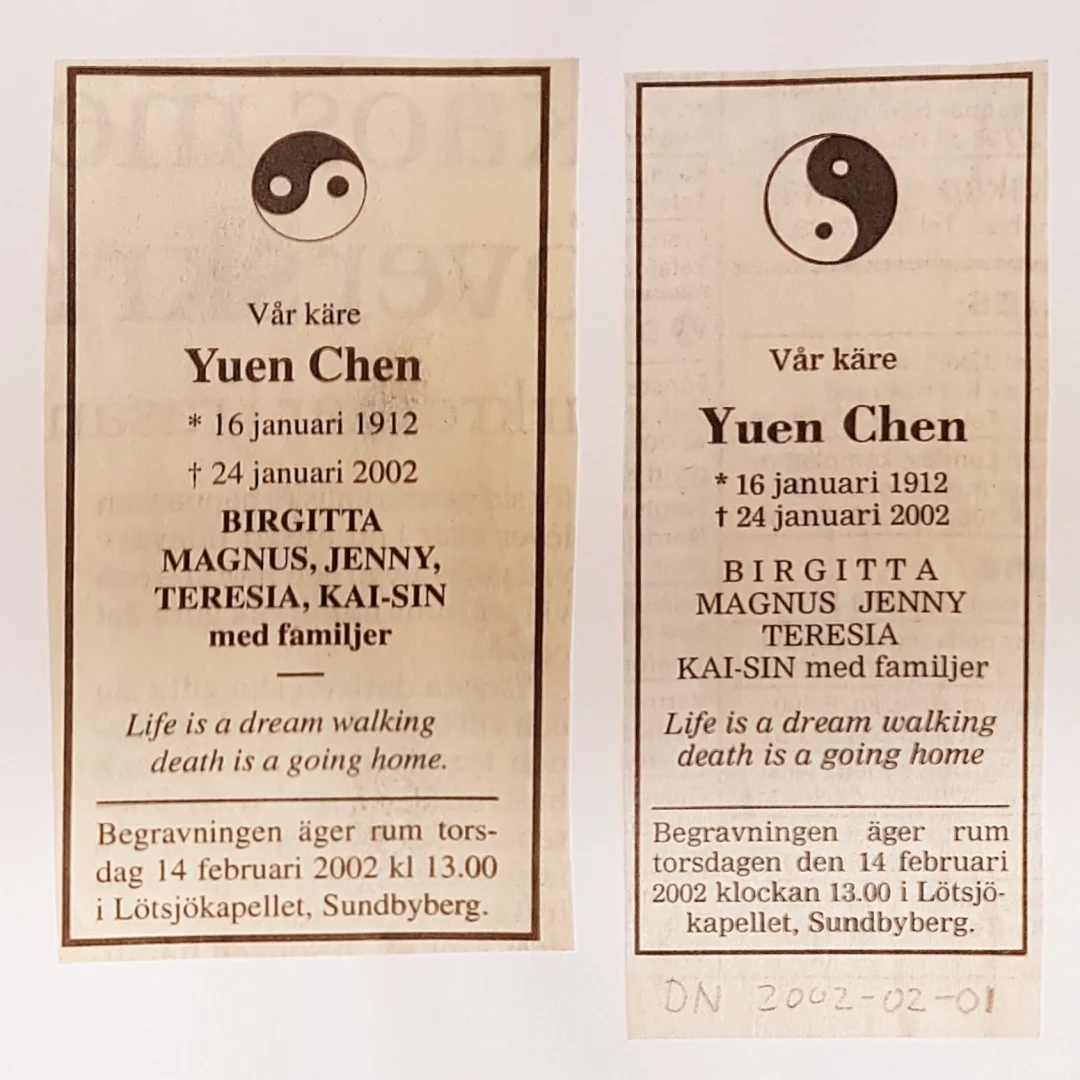 Vår käre
Yuen Chen
* 16 januari 1912
† 24 januari 2002
BIRGITTA
MAGNUS, JENNY,
TERESIA, KAI-SIN
med familjer
Life is a dream walking
death is a going home.
Begravningen äger rum tors-
dag 14 februari 2002 kl 13.00
i Lötsjökapellet, Sundbyberg.
Vår käre
Yuen Chen
* 16 januari 1912
† 24 januari 2002
BIRGITTA
MAGNUS JENNY
TERESIA
KAI-SIN med familjer
Life is a dream walking
death is a going home
Begravningen äger rum
torsdagen den 14 februari
2002 klockan 13.00 i Lötsjö-
kapellet, Sundbyberg.
DN 2002-02-01